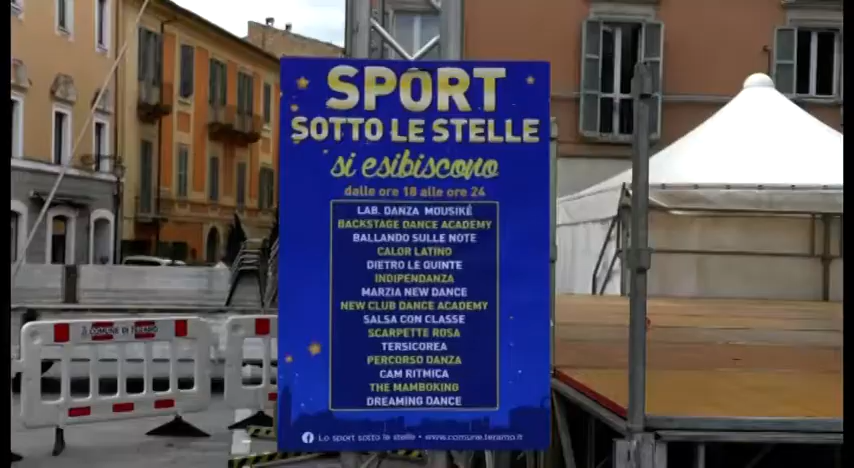 SPORT
SOTTO LE STELLE
si esibiscono
dalle ore 18 alle ore 24
LAB. DANZA MOUSIKÉ
BACKSTAGE DANCE ACADEMY
BALLANDO SULLE NOTE
CALOR LATINO
DIETRO LE QUINTE
INDIPENDANZA
MARZIA NEW DANCE
NEW CLUB DANCE ACADEMY
SALSA CON CLASSE
SCARPETTE ROSA
TERSICOREA
PERCORSO DANZA
CAM RITMICA
THE MAMBOKING
DREAMING DANCE
Lo sport sotto le stelle • www.comune.teramo.it
COMUNE DI TERAMO